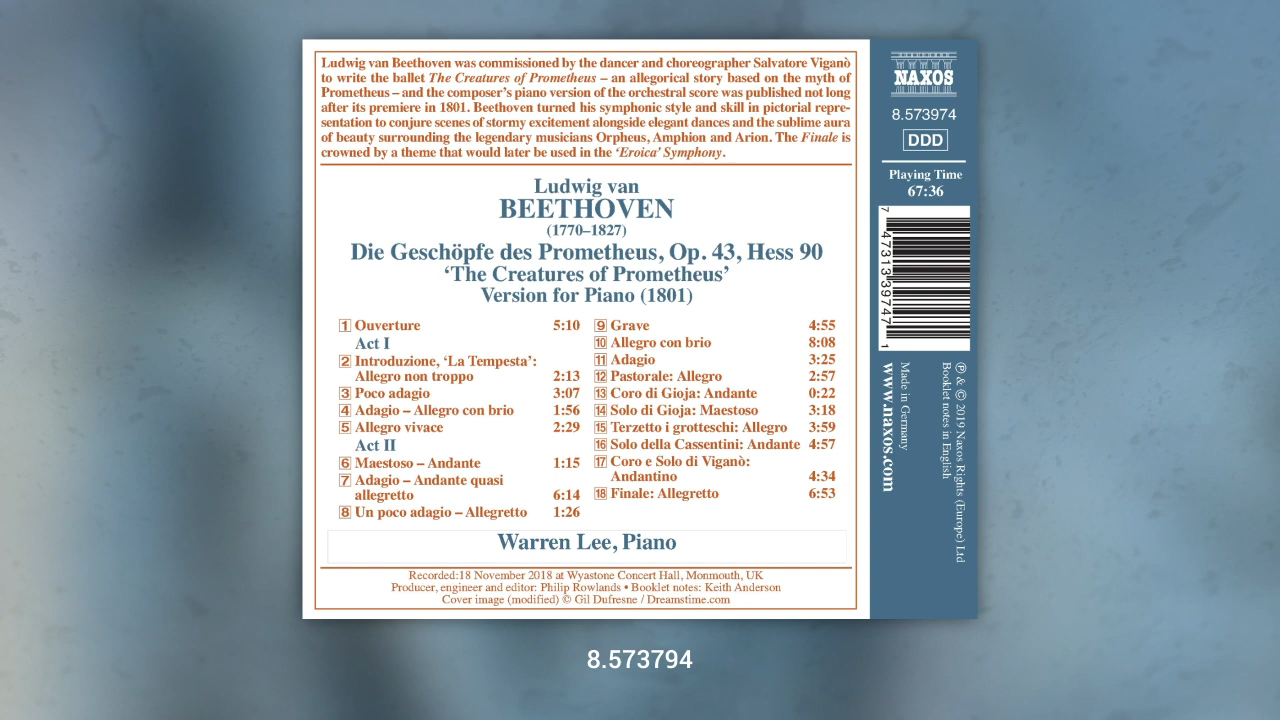 Ludwig van Beethoven was commissioned by the dancer and choreographer Salvatore Viganò
to write the ballet The Creatures of Prometheus – an allegorical story based on the myth of
Prometheus – and the composer's piano version of the orchestral score was published not long
after its premiere in 1801. Beethoven turned his symphonic style and skill in pictorial repre-
sentation to conjure scenes of stormy excitement alongside elegant dances and the sublime aura
of beauty surrounding the legendary musicians Orpheus, Amphion and Arion. The Finale is
crowned by a theme that would later be used in the ‘Eroica’ Symphony.
Ludwig van
BEETHOVEN
(1770–1827)
Die Geschöpfe des Prometheus, Op. 43, Hess 90
‘The Creatures of Prometheus’
Version for Piano (1801)
1 Ouverture 5:10
Act I
2 Introduzione, ‘La Tempesta’:
Allegro non troppo 2:13
3 Poco adagio 3:07
4 Adagio – Allegro con brio 1:56
5 Allegro vivace 2:29
Act II
6 Maestoso – Andante 1:15
7 Adagio – Andante quasi
allegretto 6:14
8 Un poco adagio – Allegretto 1:26
9 Grave 4:55
10 Allegro con brio 8:08
11 Adagio 3:25
12 Pastorale: Allegro 2:57
13 Coro di Gioja: Andante 0:22
14 Solo di Gioja: Maestoso 3:18
15 Terzetto i grotteschi: Allegro 3:59
16 Solo della Cassentini: Andante 4:57
17 Coro e Solo di Viganò:
Andantino 4:34
18 Finale: Allegretto 6:53
Warren Lee, Piano
Recorded:18 November 2018 at Wyastone Concert Hall, Monmouth, UK
Producer, engineer and editor: Philip Rowlands • Booklet notes: Keith Anderson
Cover image (modified) © Gil Dufresne / Dreamstime.com
NAXOS
8.573974
DDD
Playing Time
67:36
7 47313 39747 1
℗ & © 2019 Naxos Rights (Europe) Ltd
Booklet notes in English
Made in Germany
www.naxos.com
8.573794